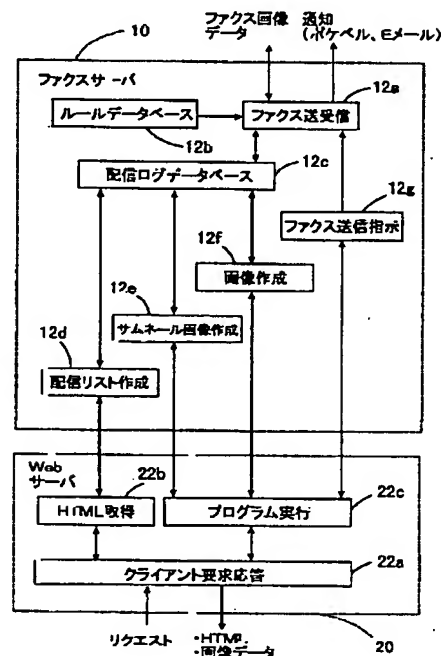 ファクス画像
データ
通知
(ポケベル、Eメール)
10
ファクスサーバ
12a
ルールデータベース
ファクス送受信
12b
12c
配信ログデータベース
12g
ファクス送信指示
12f
画像作成
12e
サムネール画像作成
12d
配信リスト作成
Web
サーバ
22b
HTML取得
22c
プログラム実行
22a
クライアント要求応答
リクエスト
・HTML
・画像データ
20